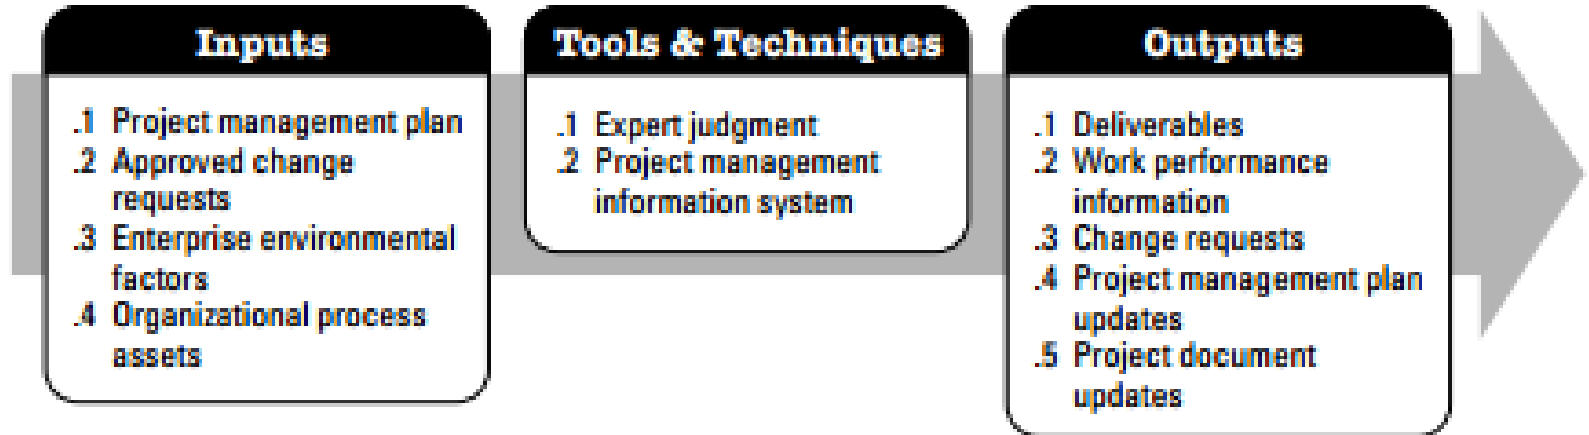 Inputs
.1 Project management plan
.2 Approved change
requests
.3 Enterprise environmental
factors
.4 Organizational process
assets
Tools & Techniques
.1 Expert judgment
.2 Project management
information system
Outputs
.1 Deliverables
.2 Work performance
information
.3 Change requests
.4 Project management plan
updates
.5 Project document
updates